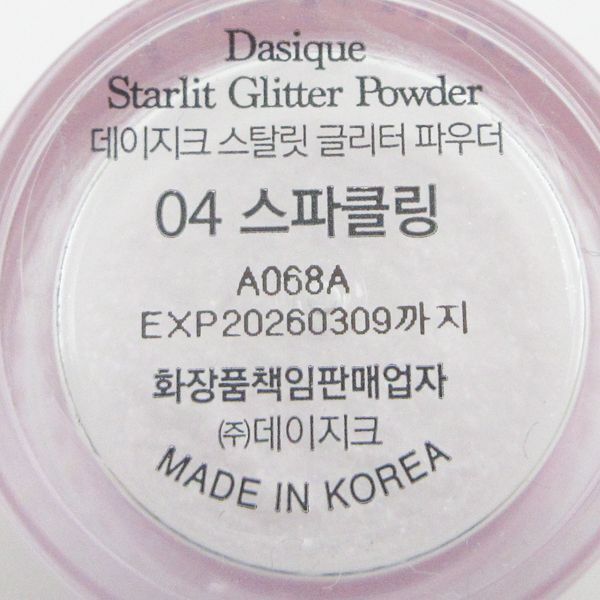 Dasique
Starlit Glitter Powder
데이지크 스탈릿 글리터 파우더
04 스파클링
A068A
EXP20260309까지
화장품책임판매업자
㈜데이지크
MADE IN KOREA